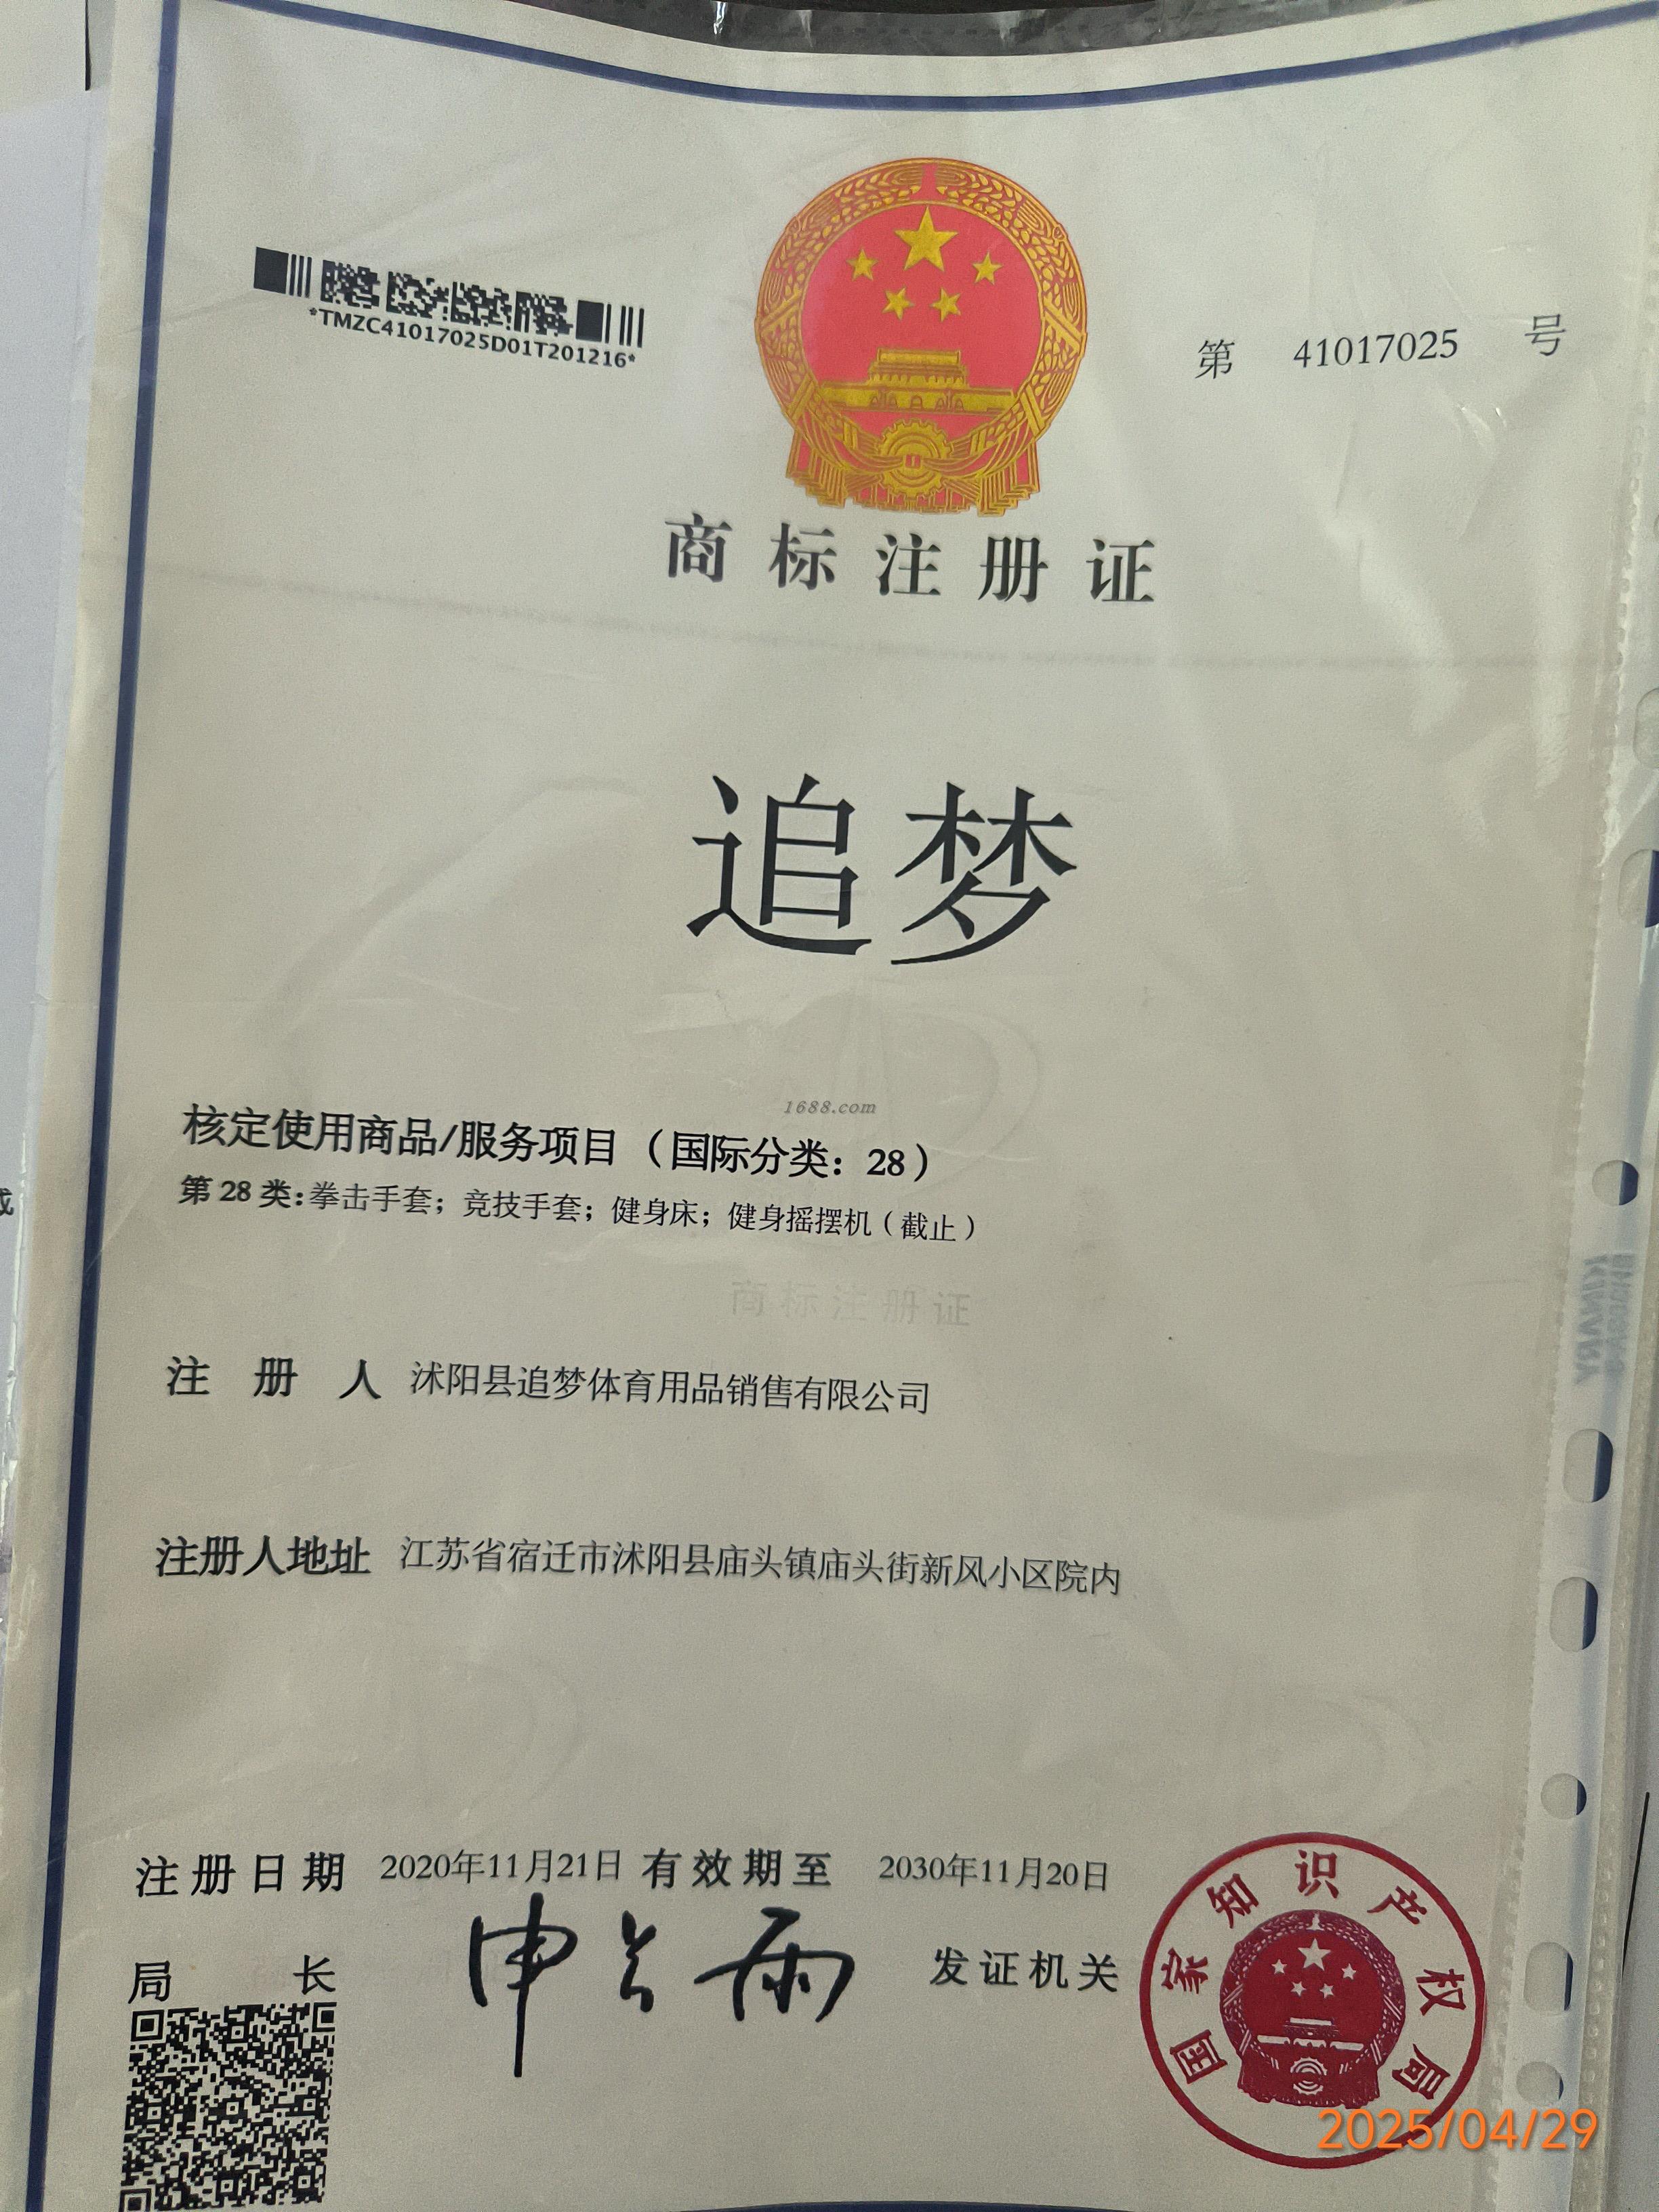 *TMZC41017025D01T201216*
第 41017025 号
商标注册证
追梦
1688.com
核定使用商品/服务项目（国际分类：28）
第 28 类：拳击手套；竞技手套；健身床；健身摇摆机（截止）
商标注册证
注册人 沭阳县追梦体育用品销售有限公司
注册人地址 江苏省宿迁市沭阳县庙头镇庙头街新风小区院内
注册日期 2020年11月21日 有效期至 2030年11月20日
局长 申长雨 发证机关
国家知识产权局
2025/04/29
KINARY